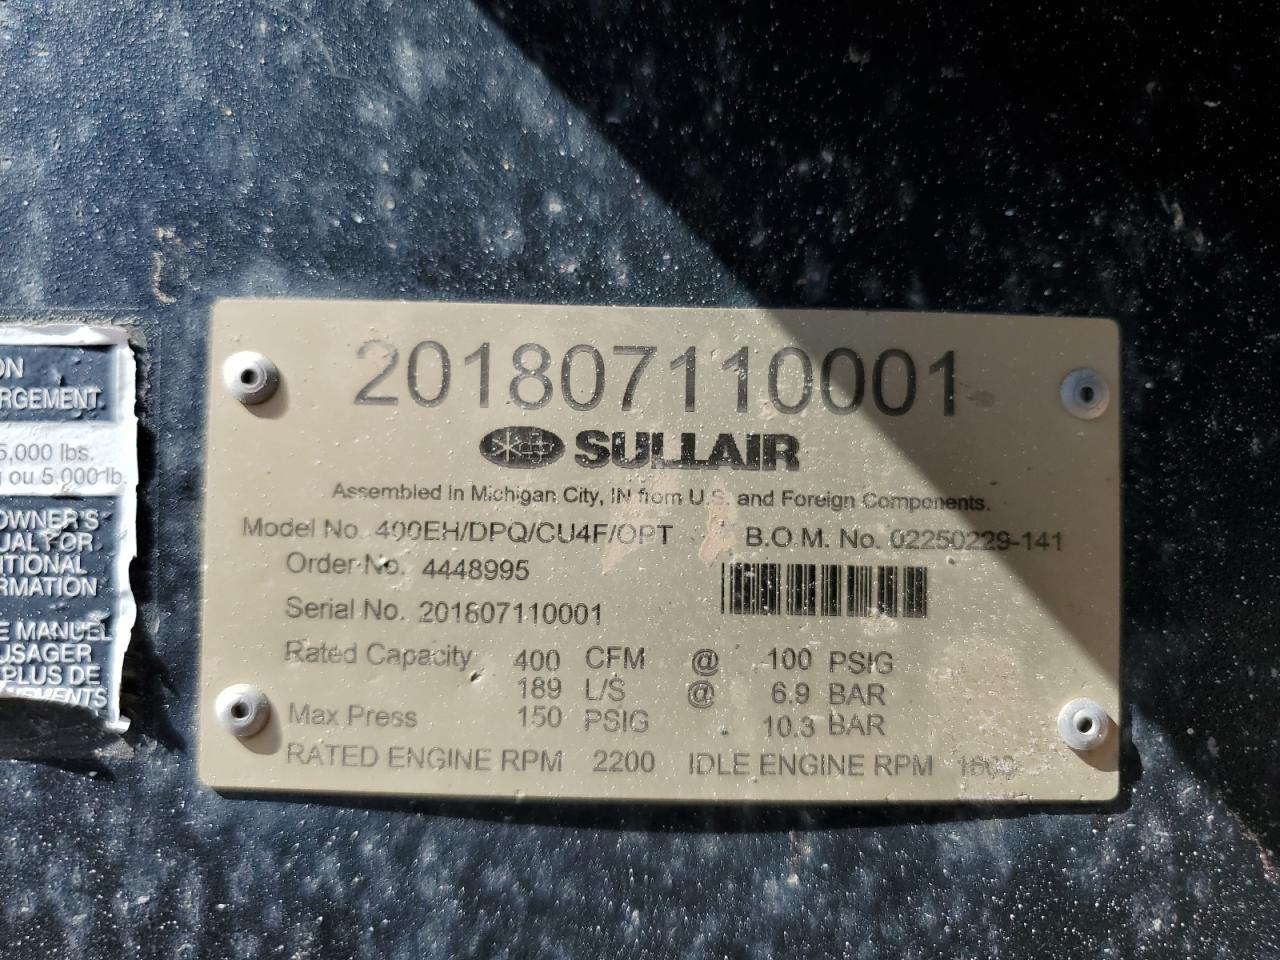 201807110001
SULLAIR
Assembled in Michigan City, IN from U.S. and Foreign Components.
Model No. 400EH/DPQ/CU4F/OPT B.O.M. No. 02250229-141
Order No. 4448995
Serial No. 201807110001
Rated Capacity 400 CFM @ 100 PSIG
189 L/S @ 6.9 BAR
Max Press 150 PSIG 10.3 BAR
RATED ENGINE RPM 2200 IDLE ENGINE RPM
ON
RGEMENT.
5,000 lbs.
g ou 5,000 lb.
OWNER'S
UAL FOR
ITIONAL
RMATION
E MANUEL
USAGER
PLUS DE